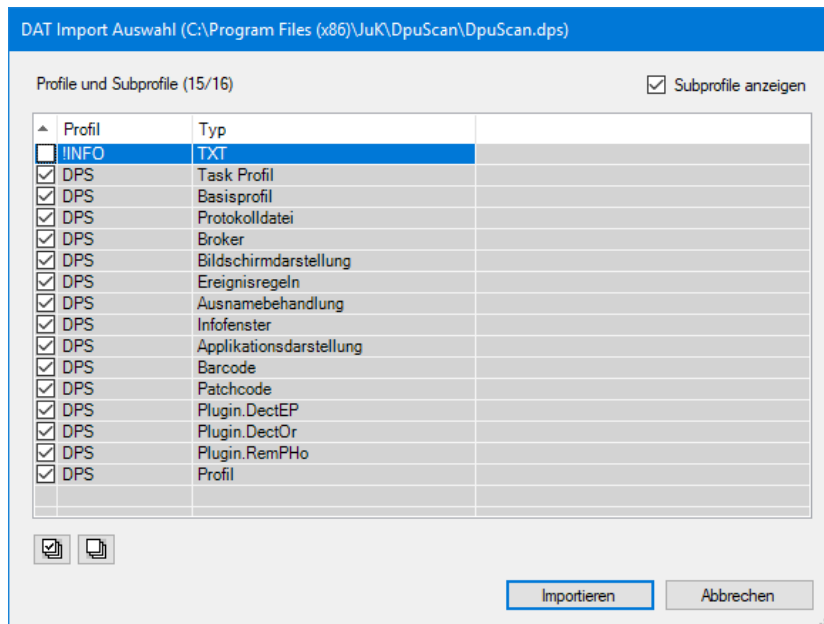 DAT Import Auswahl (C:\Program Files (x86)\JuK\DpuScan\DpuScan.dps)
Profile und Subprofile (15/16) Subprofile anzeigen
Profil Typ
!INFO TXT
DPS Task Profil
DPS Basisprofil
DPS Protokolldatei
DPS Broker
DPS Bildschirmdarstellung
DPS Ereignisregeln
DPS Ausnamebehandlung
DPS Infofenster
DPS Applikationsdarstellung
DPS Barcode
DPS Patchcode
DPS Plugin.DectEP
DPS Plugin.DectOr
DPS Plugin.RemPHo
DPS Profil
Importieren Abbrechen